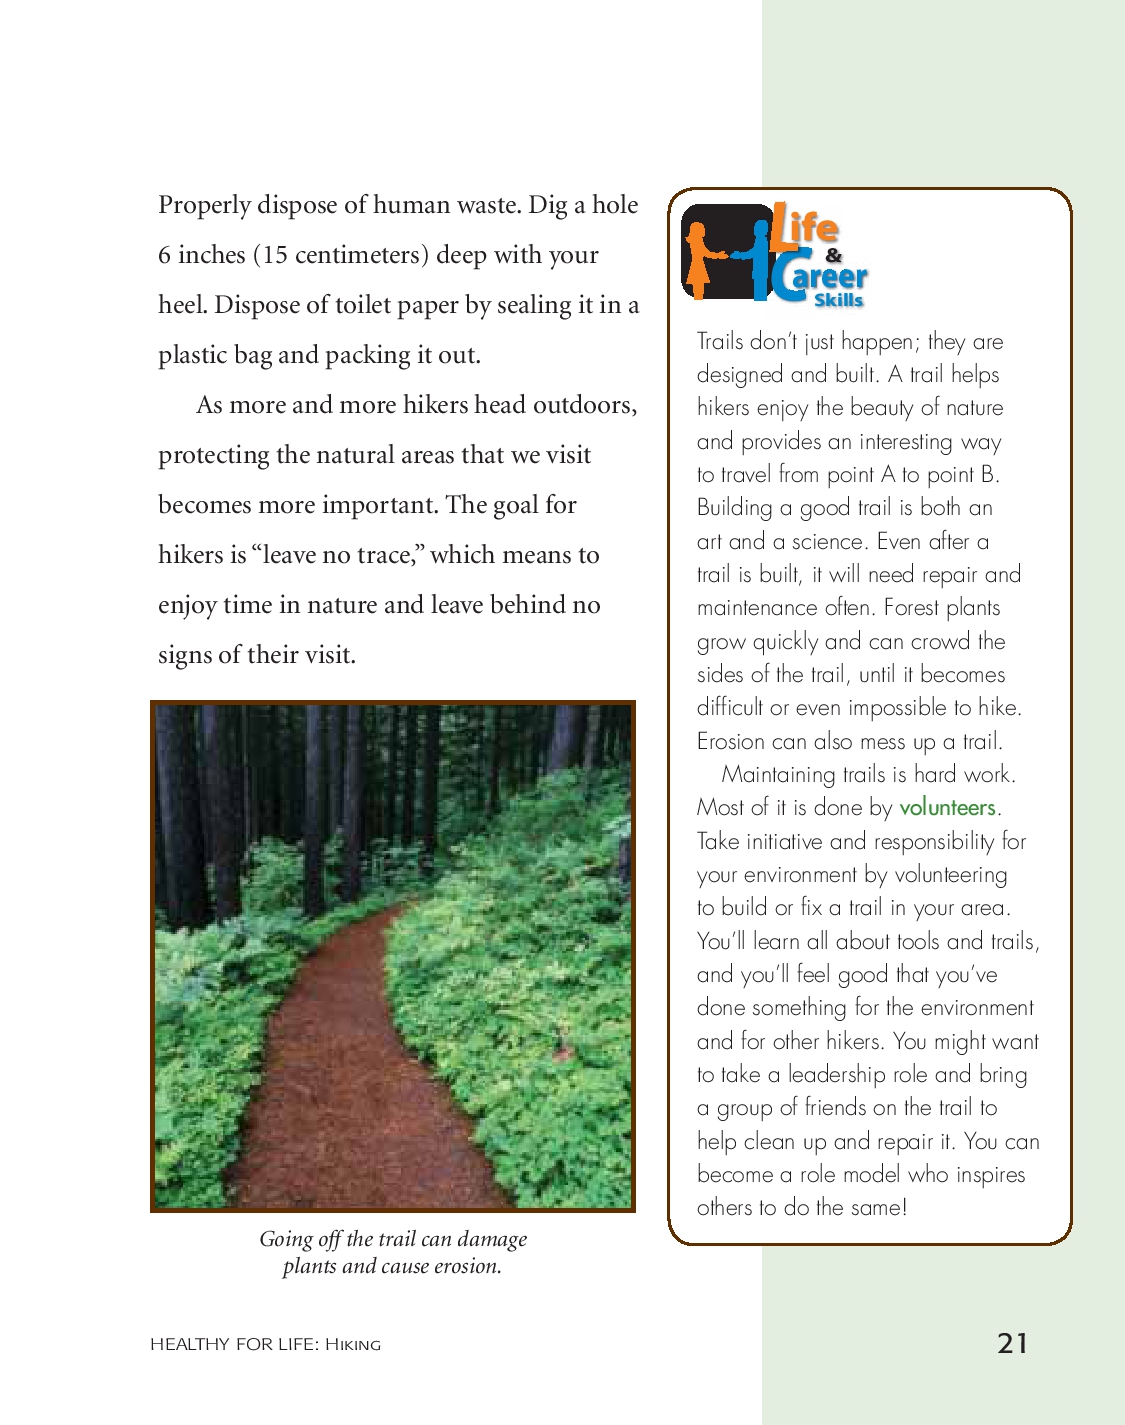 Properly dispose of human waste. Dig a hole
6 inches (15 centimeters) deep with your
heel. Dispose of toilet paper by sealing it in a
plastic bag and packing it out.
As more and more hikers head outdoors,
protecting the natural areas that we visit
becomes more important. The goal for
hikers is “leave no trace,” which means to
enjoy time in nature and leave behind no
signs of their visit.
Going off the trail can damage
plants and cause erosion.
Life
&
Career
Skills
Trails don’t just happen; they are
designed and built. A trail helps
hikers enjoy the beauty of nature
and provides an interesting way
to travel from point A to point B.
Building a good trail is both an
art and a science. Even after a
trail is built, it will need repair and
maintenance often. Forest plants
grow quickly and can crowd the
sides of the trail, until it becomes
difficult or even impossible to hike.
Erosion can also mess up a trail.
Maintaining trails is hard work.
Most of it is done by volunteers.
Take initiative and responsibility for
your environment by volunteering
to build or fix a trail in your area.
You’ll learn all about tools and trails,
and you’ll feel good that you’ve
done something for the environment
and for other hikers. You might want
to take a leadership role and bring
a group of friends on the trail to
help clean up and repair it. You can
become a role model who inspires
others to do the same!
HEALTHY FOR LIFE: Hiking
21